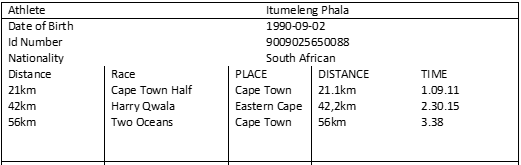 Athlete Itumeleng Phala
Date of Birth 1990-09-02
Id Number 9009025650088
Nationality South African
Distance Race PLACE DISTANCE TIME
21km Cape Town Half Cape Town 21.1km 1.09.11
42km Harry Qwala Eastern Cape 42,2km 2.30.15
56km Two Oceans Cape Town 56km 3.38